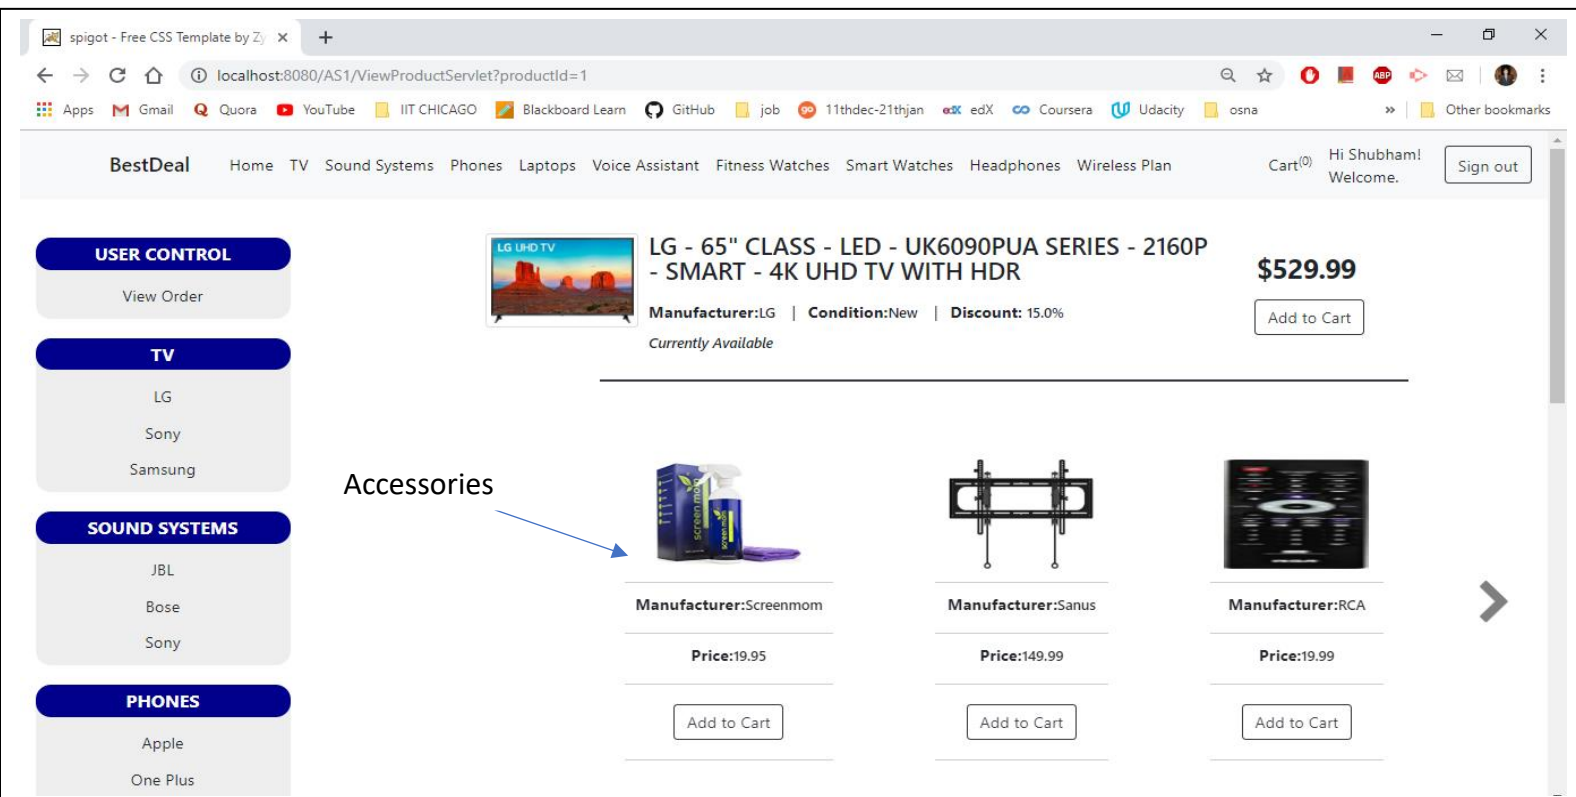 spigot - Free CSS Template by Zy
localhost:8080/AS1/ViewProductServlet?productId=1
ABP
Apps Gmail Quora YouTube IIT CHICAGO Blackboard Learn GitHub job 11thdec-21thjan edX Coursera Udacity osna » Other bookmarks
BestDeal Home TV Sound Systems Phones Laptops Voice Assistant Fitness Watches Smart Watches Headphones Wireless Plan Cart(0) Hi Shubham! Sign out
Welcome.
USER CONTROL
View Order
TV
LG
Sony
Samsung
SOUND SYSTEMS
JBL
Bose
Sony
PHONES
Apple
One Plus
LG UHD TV
LG - 65" CLASS - LED - UK6090PUA SERIES - 2160P
- SMART - 4K UHD TV WITH HDR
Manufacturer:LG | Condition:New | Discount: 15.0%
Currently Available
$529.99
Add to Cart
Accessories
screen mom
screen mom
Manufacturer:Screenmom
Price:19.95
Add to Cart
Manufacturer:Sanus
Price:149.99
Add to Cart
Manufacturer:RCA
Price:19.99
Add to Cart